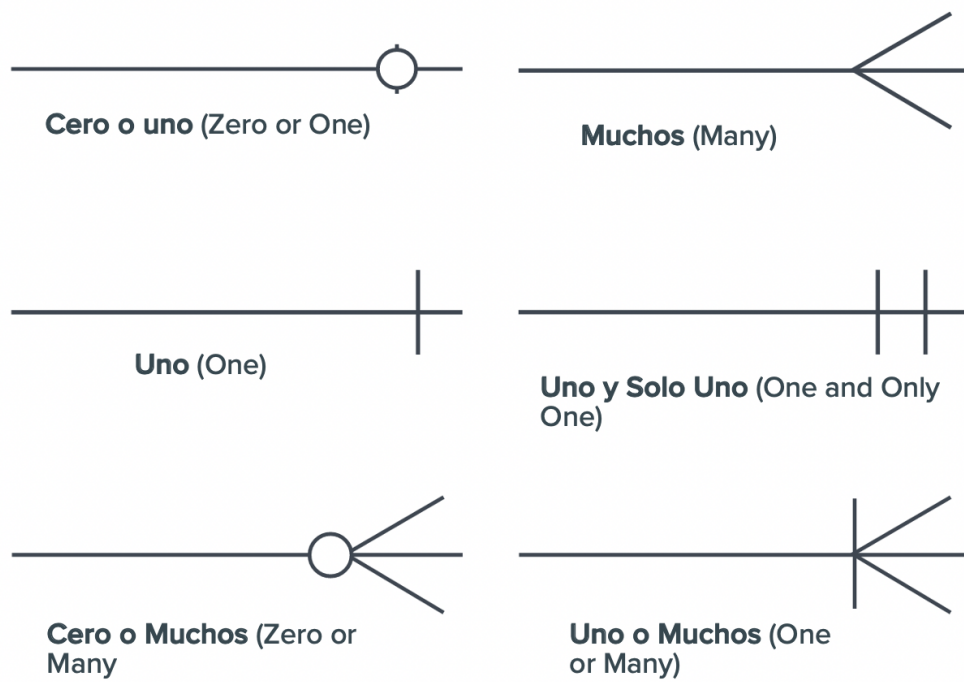 Cero o uno (Zero or One)
Muchos (Many)
Uno (One)
Uno y Solo Uno (One and Only
One)
Cero o Muchos (Zero or
Many
Uno o Muchos (One
or Many)